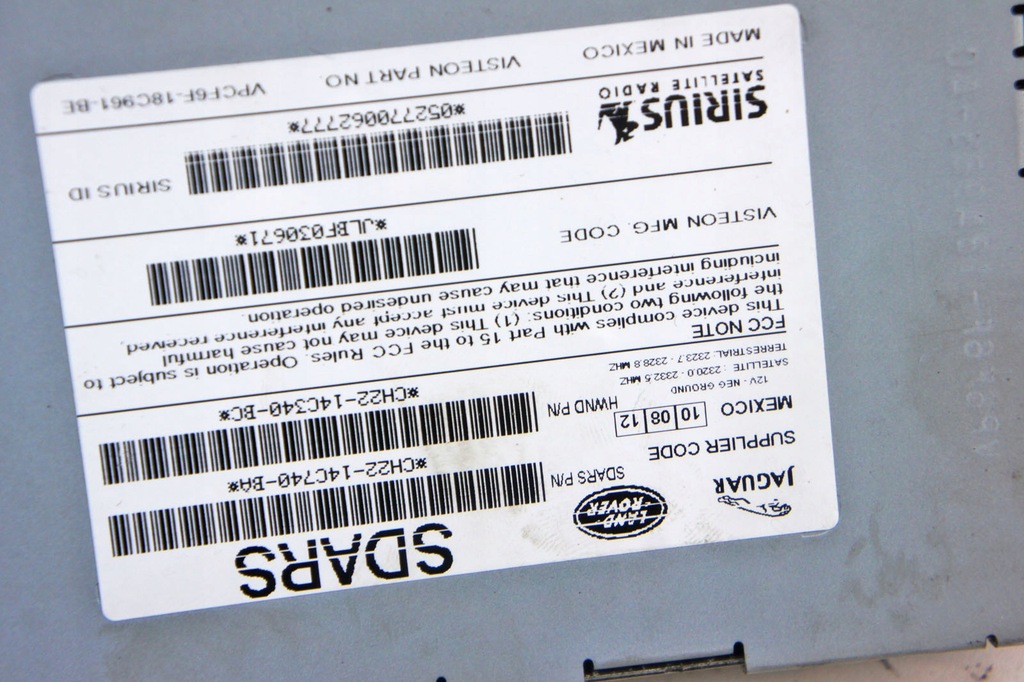 SDARS
JAGUAR
LAND-
ROVER
SDARS P/N
*CH22-14C740-BA*
SUPPLIER CODE
MEXICO
10 08 12
HWND P/N
*CH22-14C340-BC*
12V - NEG GROUND
SATELLITE : 2320.0 - 2332.5 MHZ
TERRESTRIAL: 2323.7 - 2328.8 MHZ
FCC NOTE
This device complies with Part 15 to the FCC Rules. Operation is subject to
the following two conditions: (1) This device may not cause harmful
interference and (2) This device must accept any interference received,
including interference that may cause undesired operation.
VISTEON MFG. CODE
*JLBF030671*
SIRIUS
SATELLITE RADIO
SIRIUS ID
*052770062777*
MADE IN MEXICO
VISTEON PART NO.
VPCF6F-18C961-BE